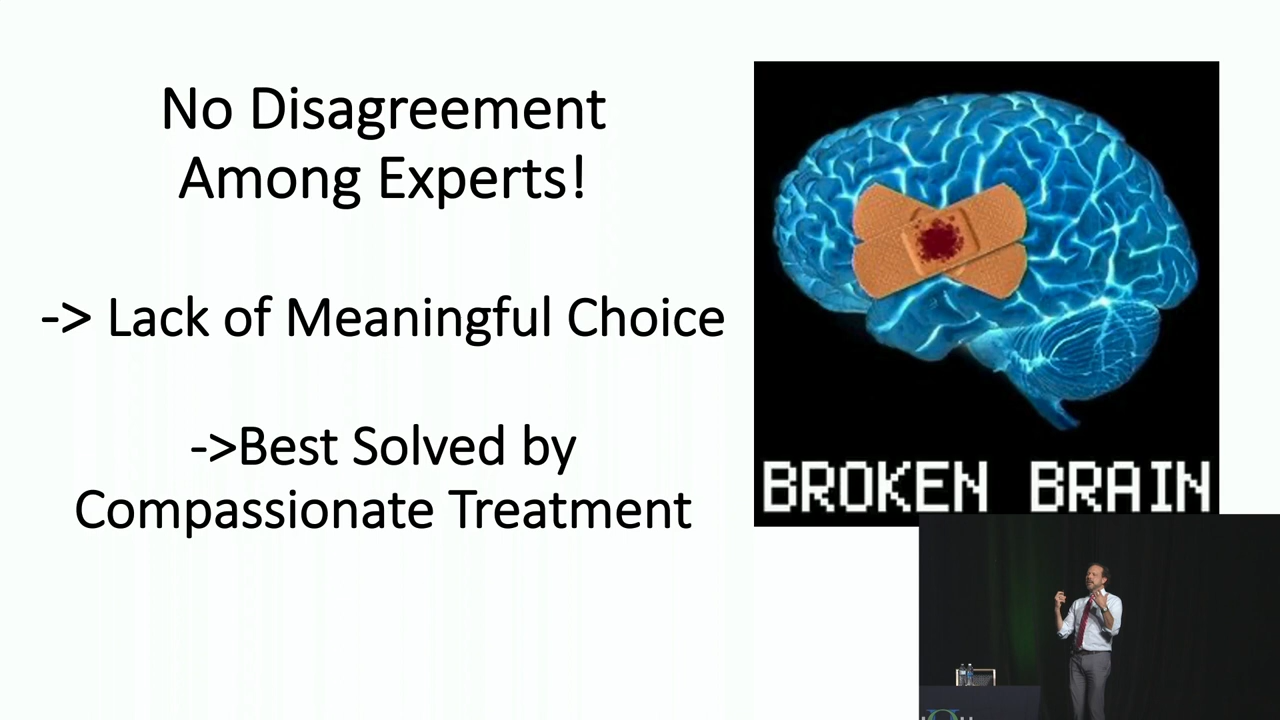 No Disagreement
Among Experts!
-> Lack of Meaningful Choice
->Best Solved by
Compassionate Treatment
BROKEN BRAIN